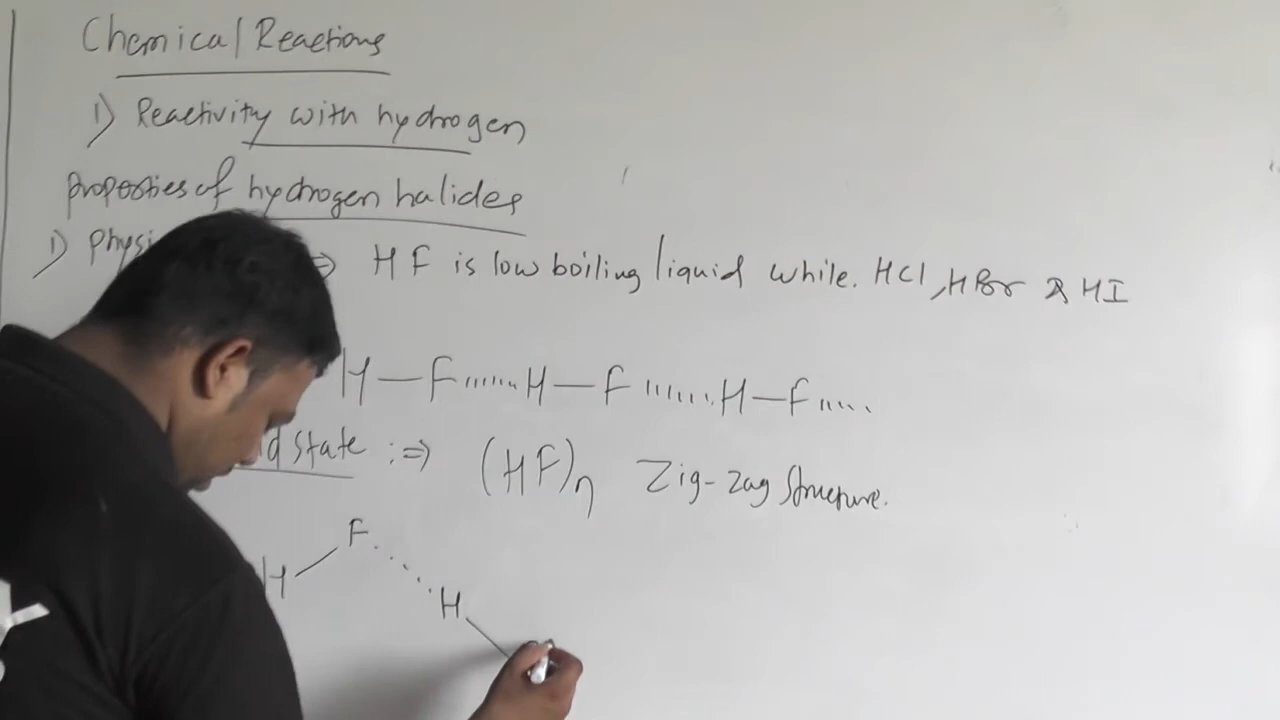 Chemical Reactions
1) Reactivity with hydrogen
properties of hydrogen halides
1) Physi ⇒ HF is low boiling liquid while. HCl, HBr & HI
H — F ...... H — F ....... H — F .....
d state :⇒ (HF)n Zig-zag structure.
F
H
H